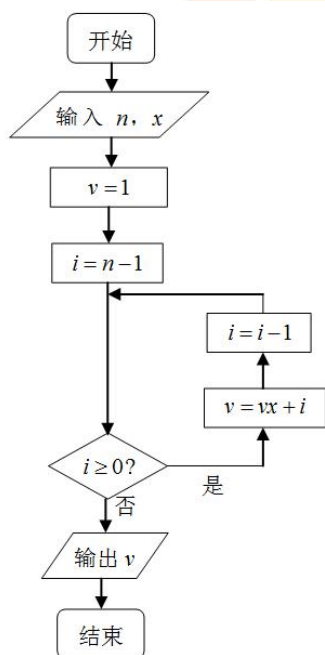 开始
输入 n，x
v=1
i=n−1
i=i−1
v=vx+i
i≥0?
是
否
输出 v
结束